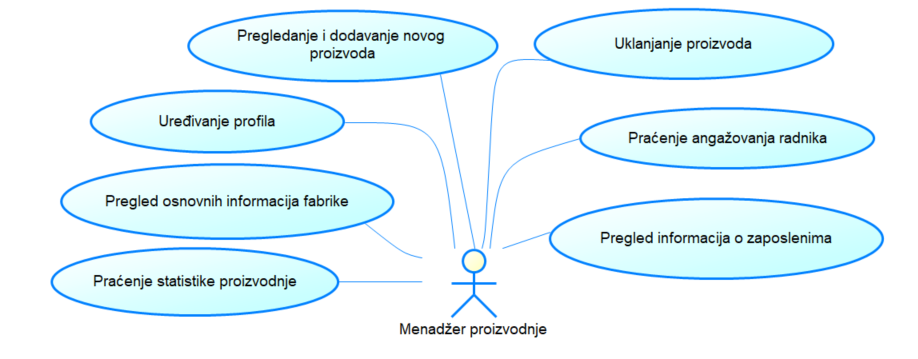 Pregledanje i dodavanje novog
proizvoda
Uklanjanje proizvoda
Uređivanje profila
Praćenje angažovanja radnika
Pregled osnovnih informacija fabrike
Pregled informacija o zaposlenima
Praćenje statistike proizvodnje
Menadžer proizvodnje